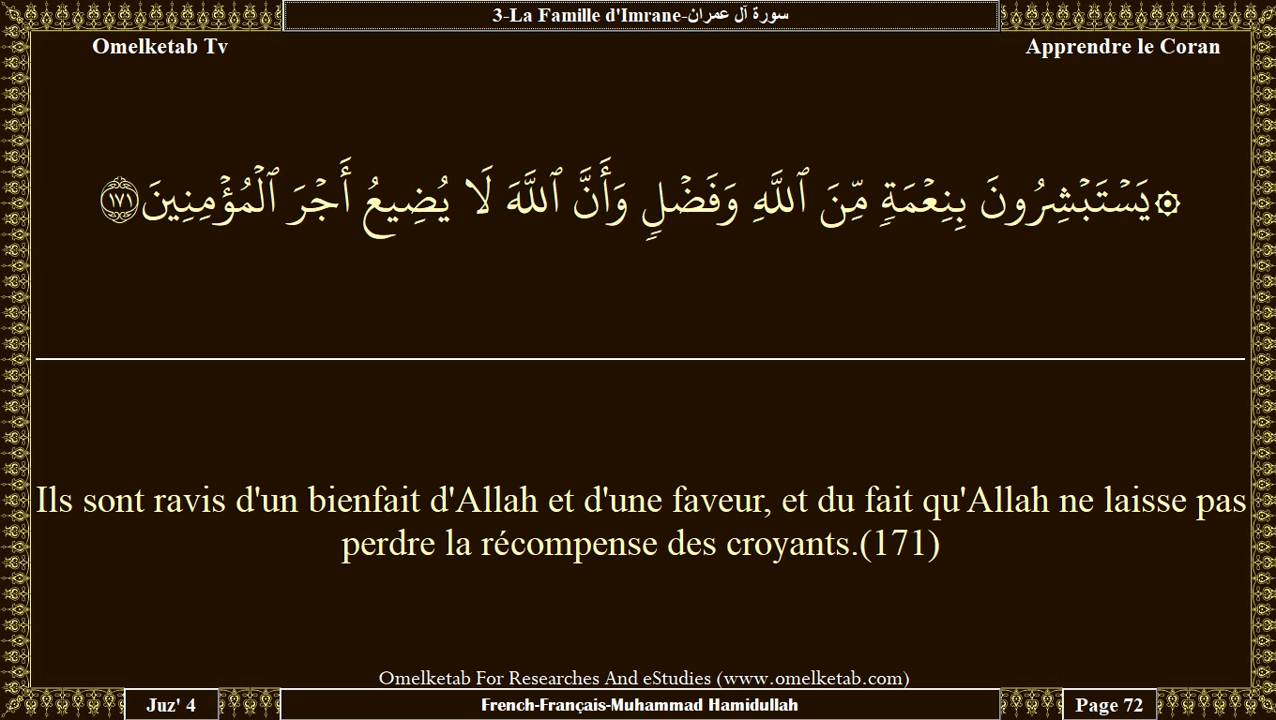 3-La Famille d'Imrane-سورة آل عمران
Omelketab Tv
Apprendre le Coran
۞يَسۡتَبۡشِرُونَ بِنِعۡمَةٖ مِّنَ ٱللَّهِ وَفَضۡلٖ وَأَنَّ ٱللَّهَ لَا يُضِيعُ أَجۡرَ ٱلۡمُؤۡمِنِينَ ١٧١
Ils sont ravis d'un bienfait d'Allah et d'une faveur, et du fait qu'Allah ne laisse pas
perdre la récompense des croyants.(171)
Omelketab For Researches And eStudies (www.omelketab.com)
Juz' 4
French-Français-Muhammad Hamidullah
Page 72